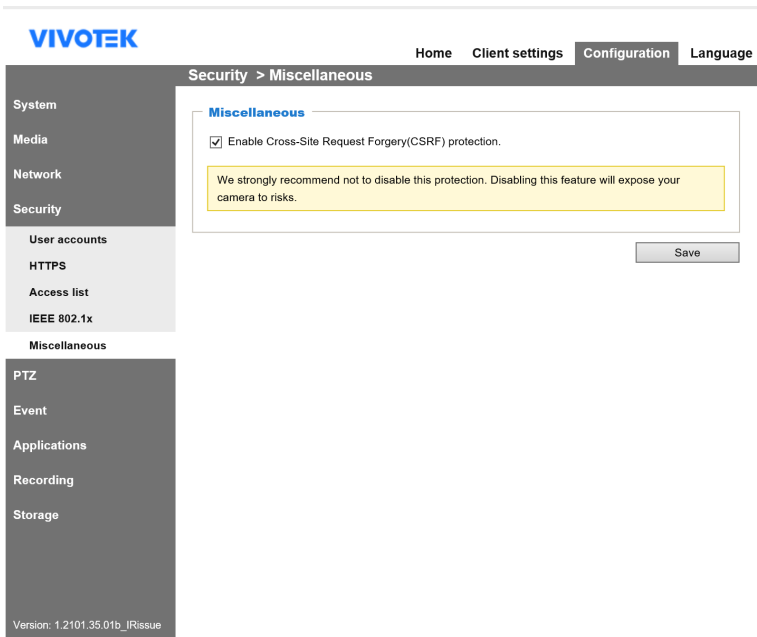 VIVOTEK
Home Client settings Configuration Language
Security > Miscellaneous
System
Media
Network
Security
User accounts
HTTPS
Access list
IEEE 802.1x
Miscellaneous
PTZ
Event
Applications
Recording
Storage
Version: 1.2101.35.01b_IRissue
Miscellaneous
Enable Cross-Site Request Forgery(CSRF) protection.
We strongly recommend not to disable this protection. Disabling this feature will expose your
camera to risks.
Save